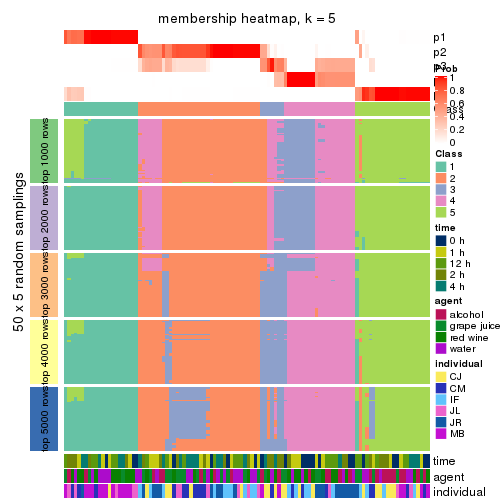 membership heatmap, k = 5
p1
p2
p3
Prob
1
0.8
0.6
0.4
0.2
0
Class
50 x 5 random samplings
top 1000 rows
top 2000 rows
top 3000 rows
top 4000 rows
top 5000 rows
Class
1
2
3
4
5
time
0 h
1 h
12 h
2 h
4 h
agent
alcohol
grape juice
red wine
water
individual
CJ
CM
IF
JL
JR
MB
time
agent
individual